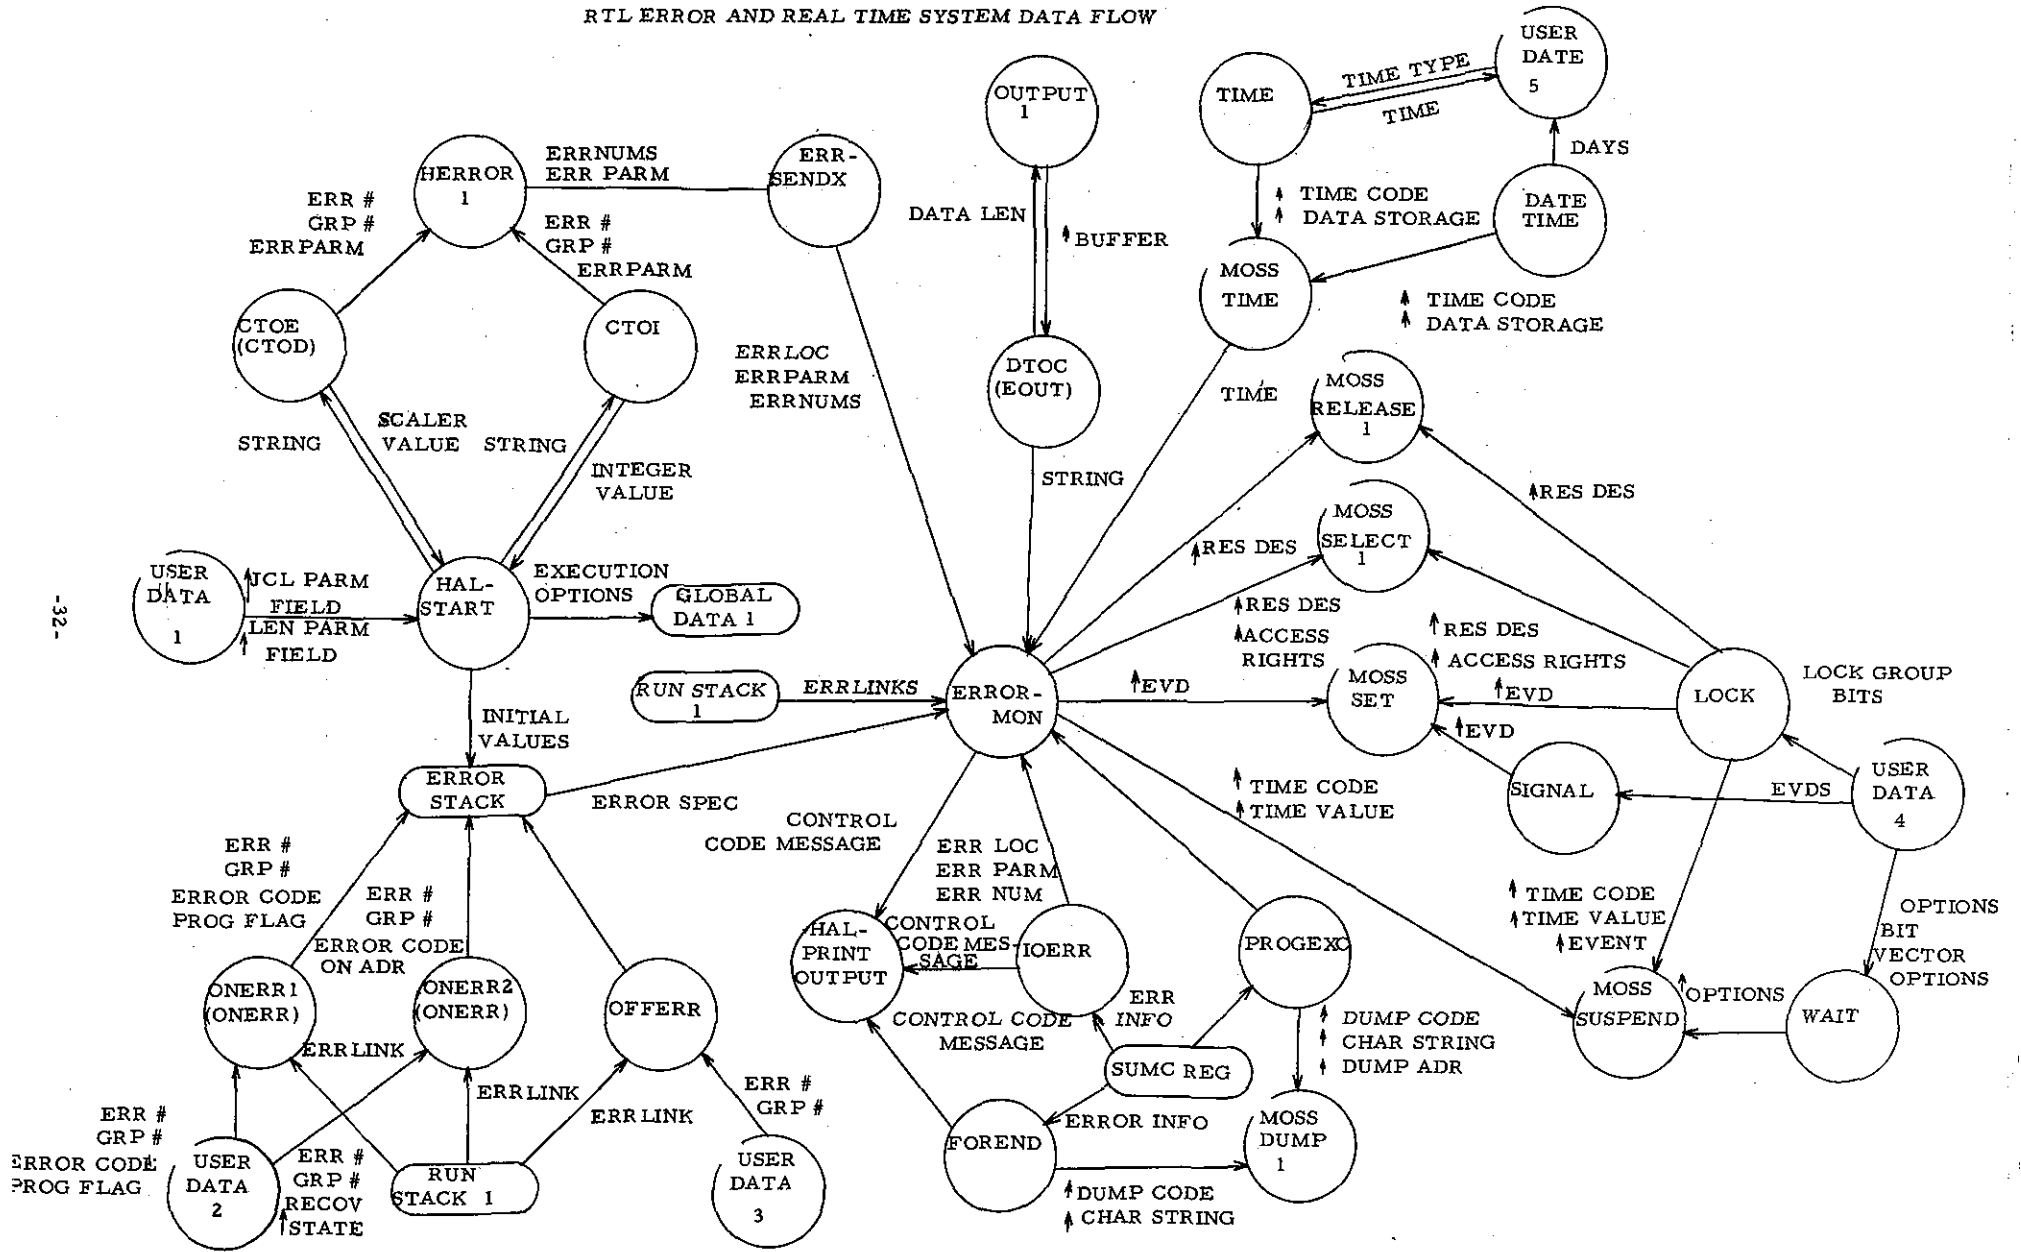 RTL ERROR AND REAL TIME SYSTEM DATA FLOW
USER
DATE
5
TIME TYPE
TIME
TIME
OUTPUT
1
DAYS
DATE
TIME
TIME CODE
DATA STORAGE
MOSS
TIME
TIME CODE
DATA STORAGE
TIME
DATA LEN
BUFFER
DTOC
(EOUT)
STRING
HERROR
1
ERRNUMS
ERR PARM
ERR-
SENDX
ERR #
GRP #
ERRPARM
ERR #
GRP #
ERRPARM
CTOE
(CTOD)
CTOI
ERRLOC
ERRPARM
ERRNUMS
STRING
SCALER
VALUE
STRING
INTEGER
VALUE
USER
DATA
1
JCL PARM
FIELD
LEN PARM
FIELD
HAL-
START
EXECUTION
OPTIONS
GLOBAL
DATA 1
INITIAL
VALUES
RUN STACK
1
ERRLINKS
ERROR-
MON
ERROR
STACK
ERROR SPEC
MOSS
RELEASE
1
RES DES
RES DES
MOSS
SELECT
1
RES DES
ACCESS
RIGHTS
RES DES
ACCESS RIGHTS
EVD
MOSS
SET
EVD
EVD
LOCK
LOCK GROUP
BITS
SIGNAL
EVDS
USER
DATA
4
TIME CODE
TIME VALUE
TIME CODE
TIME VALUE
EVENT
OPTIONS
BIT
VECTOR
OPTIONS
MOSS
SUSPEND
OPTIONS
WAIT
CONTROL
CODE MESSAGE
ERR LOC
ERR PARM
ERR NUM
HAL-
PRINT
OUTPUT
CONTROL
CODE MES-
SAGE
IOERR
PROGEXC
ERR
INFO
CONTROL CODE
MESSAGE
SUMC REG
DUMP CODE
CHAR STRING
DUMP ADR
FOREND
ERROR INFO
MOSS
DUMP
1
DUMP CODE
CHAR STRING
ERR #
GRP #
ERROR CODE
PROG FLAG
ERR #
GRP #
ERROR CODE
ON ADR
ONERR1
(ONERR)
ONERR2
(ONERR)
OFFERR
ERRLINK
ERRLINK
ERRLINK
ERR #
GRP #
ERR #
GRP #
ERROR CODE
PROG FLAG
USER
DATA
2
ERR #
GRP #
RECOV
STATE
RUN
STACK 1
USER
DATA
3
-32-